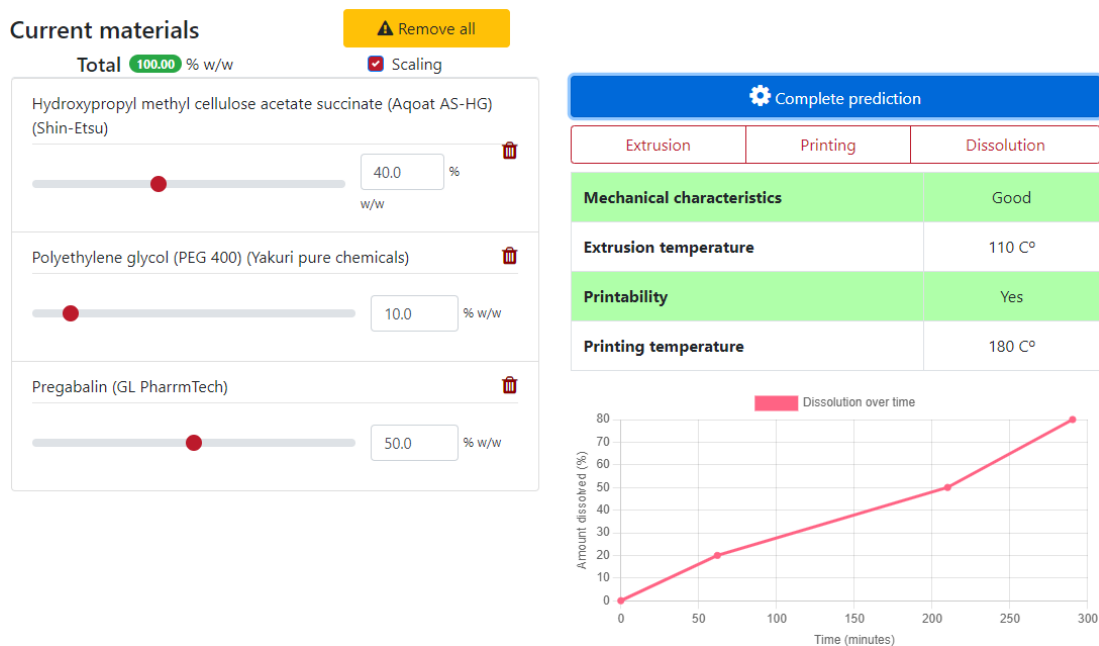 Current materials
Remove all
Total 100.00 % w/w
Scaling
Hydroxypropyl methyl cellulose acetate succinate (Aqoat AS-HG)
(Shin-Etsu)
40.0 %
w/w
Polyethylene glycol (PEG 400) (Yakuri pure chemicals)
10.0 % w/w
Pregabalin (GL PharrmTech)
50.0 % w/w
Complete prediction
Extrusion Printing Dissolution
Mechanical characteristics Good
Extrusion temperature 110 Cº
Printability Yes
Printing temperature 180 Cº
Dissolution over time
Amount dissolved (%)
80
70
60
50
40
30
20
10
0
0 50 100 150 200 250 300
Time (minutes)